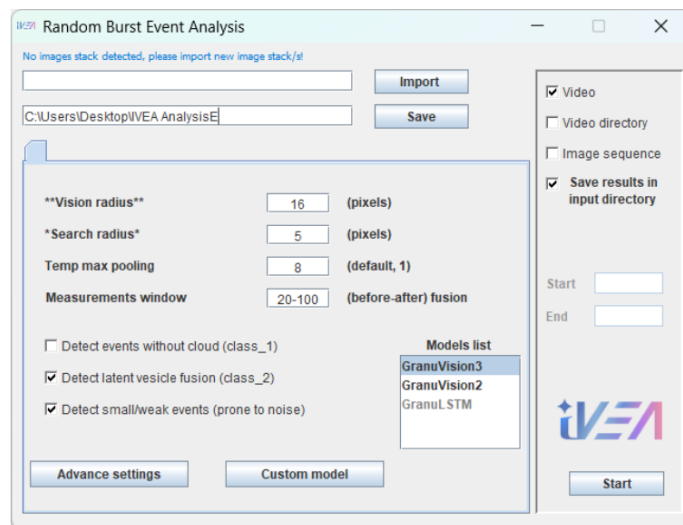 iVEA Random Burst Event Analysis
No images stack detected, please import new image stack/s!
Import
C:\Users\Desktop\IVEA AnalysisE
Save
**Vision radius** 16 (pixels)
*Search radius* 5 (pixels)
Temp max pooling 8 (default, 1)
Measurements window 20-100 (before-after) fusion
Detect events without cloud (class_1)
Detect latent vesicle fusion (class_2)
Detect small/weak events (prone to noise)
Models list
GranuVision3
GranuVision2
GranuLSTM
Advance settings
Custom model
Video
Video directory
Image sequence
Save results in
input directory
Start
End
iVEA
Start